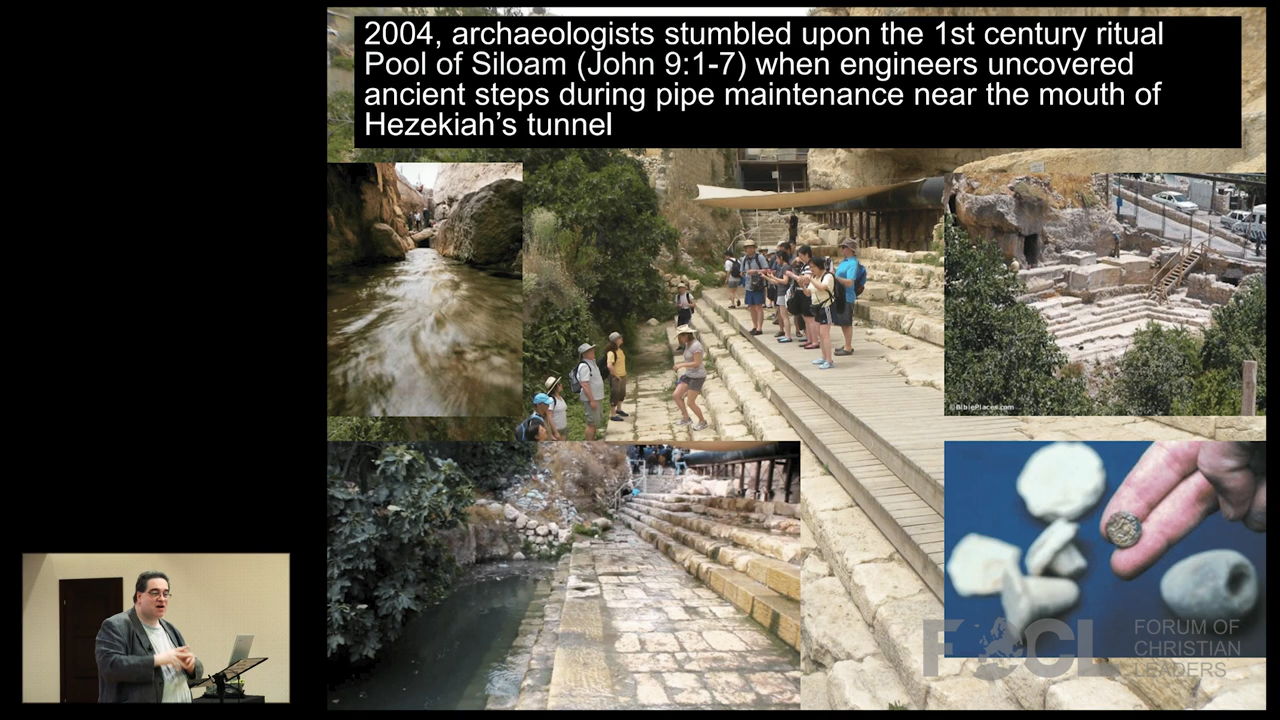 2004, archaeologists stumbled upon the 1st century ritual
Pool of Siloam (John 9:1-7) when engineers uncovered
ancient steps during pipe maintenance near the mouth of
Hezekiah’s tunnel
©BiblePlaces.com
FOCL
FORUM OF
CHRISTIAN
LEADERS